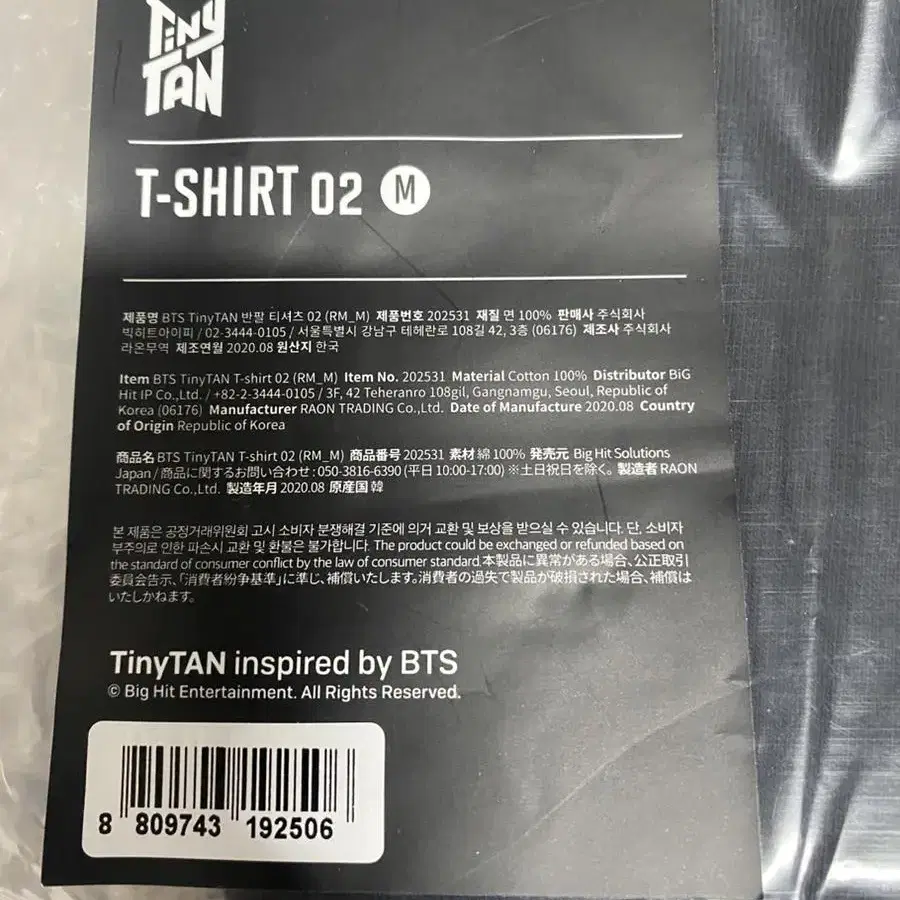 TINY
TAN
T-SHIRT 02 M
제품명 BTS TinyTAN 반팔 티셔츠 02 (RM_M) 제품번호 202531 재질 면 100% 판매사 주식회사
빅히트아이피 / 02-3444-0105 / 서울특별시 강남구 테헤란로 108길 42, 3층 (06176) 제조사 주식회사
라온무역 제조연월 2020.08 원산지 한국
Item BTS TinyTAN T-shirt 02 (RM_M) Item No. 202531 Material Cotton 100% Distributor BiG
Hit IP Co.,Ltd. / +82-2-3444-0105 / 3F, 42 Teheranro 108gil, Gangnamgu, Seoul, Republic of
Korea (06176) Manufacturer RAON TRADING Co.,Ltd. Date of Manufacture 2020.08 Country
of Origin Republic of Korea
商品名 BTS TinyTAN T-shirt 02 (RM_M) 商品番号 202531 素材 綿 100% 発売元 Big Hit Solutions
Japan / 商品に関するお問い合わせ : 050-3816-6390 (平日 10:00-17:00) ※土日祝日を除く。 製造者 RAON
TRADING Co.,Ltd. 製造年月 2020.08 原産国 韓
본 제품은 공정거래위원회 고시 소비자 분쟁해결 기준에 의거 교환 및 보상을 받으실 수 있습니다. 단, 소비자
부주의로 인한 파손시 교환 및 환불은 불가합니다. The product could be exchanged or refunded based on
the standard of consumer conflict by the law of consumer standard. 本製品に異常がある場合、公正取引
委員会告示、「消費者紛争基準」に準じ、補償いたします。消費者の過失で製品が破損された場合、補償は
いたしかねます。
TinyTAN inspired by BTS
© Big Hit Entertainment. All Rights Reserved.
8 809743 192506